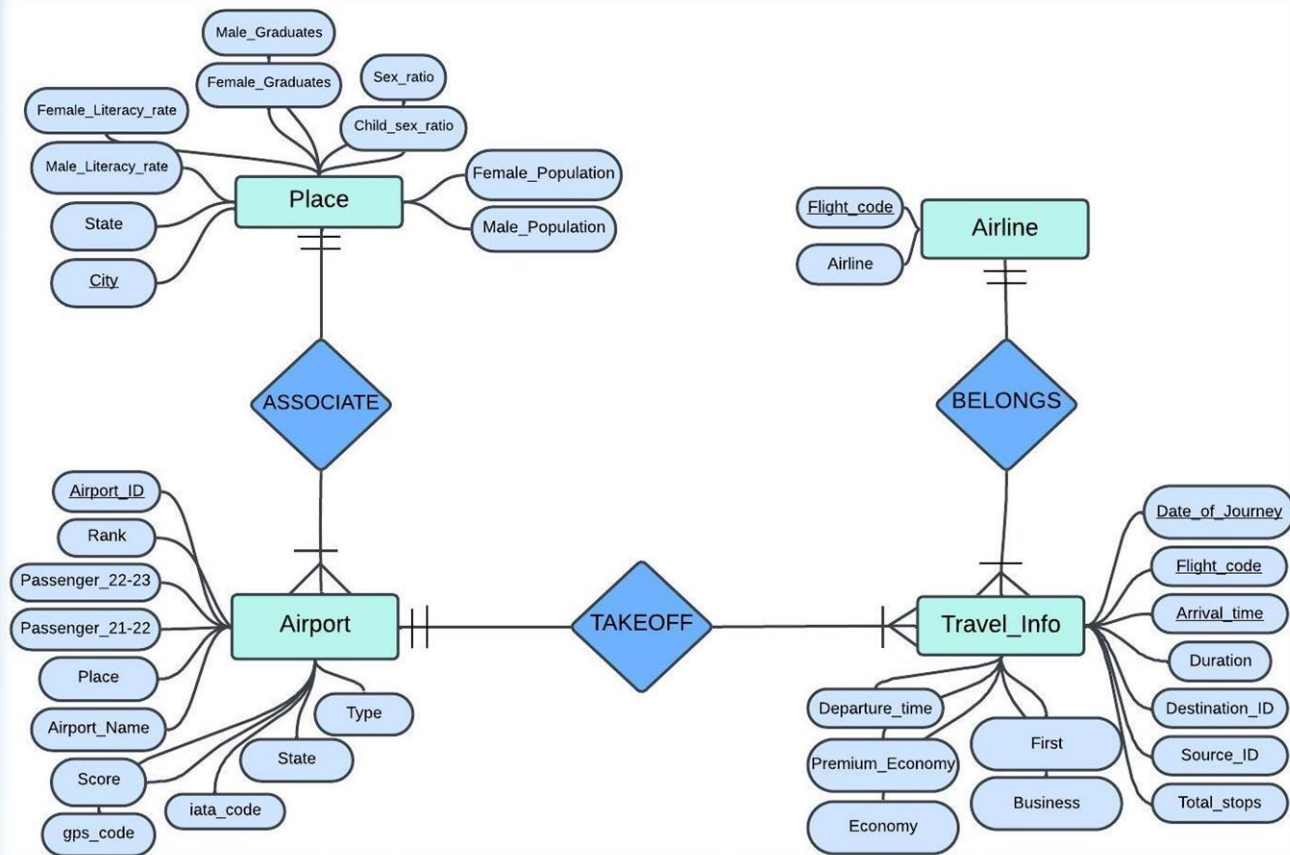 Male_Graduates
Female_Graduates
Sex_ratio
Child_sex_ratio
Female_Literacy_rate
Male_Literacy_rate
State
City
Place
Female_Population
Male_Population
Flight_code
Airline
Airline
ASSOCIATE
BELONGS
Airport_ID
Rank
Passenger_22-23
Passenger_21-22
Place
Airport_Name
Score
gps_code
iata_code
State
Type
Airport
TAKEOFF
Travel_Info
Date_of_Journey
Flight_code
Arrival_time
Duration
Destination_ID
Source_ID
Total_stops
Departure_time
Premium_Economy
Economy
First
Business